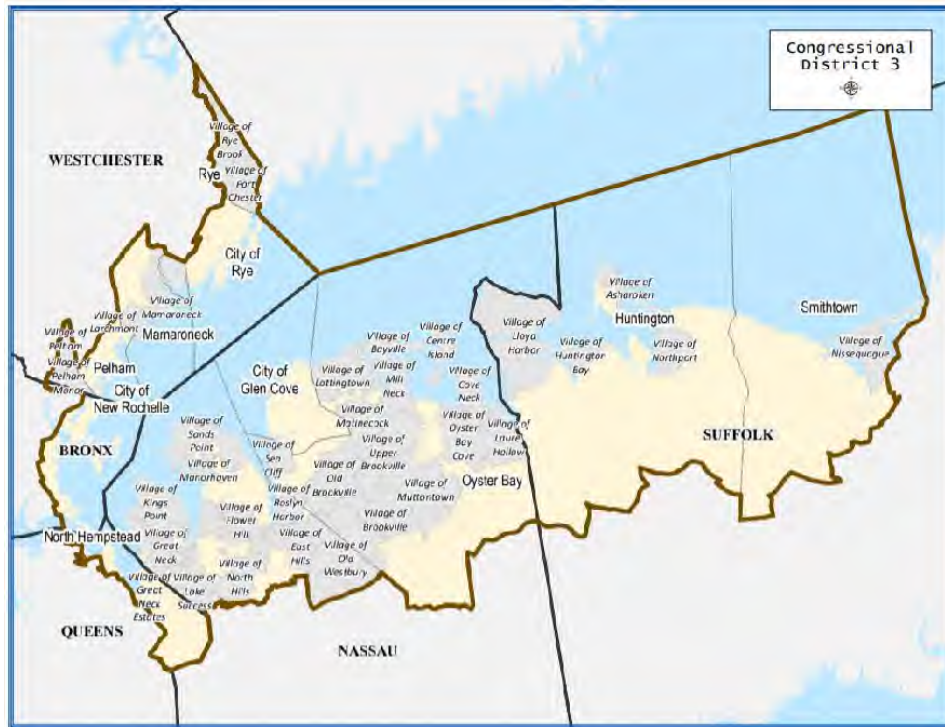 Congressional
District 3
Village of
Rye
Brook
WESTCHESTER
Rye
Village of
Port
Chester
City of
Rye
Village of
Mamaroneck
Village of
Larchmont
Mamaroneck
Village of
Pelham
Pelham
Village of
Pelham
Manor
City of
New Rochelle
BRONX
City of
Glen Cove
Village of
Bayville
Village of
Centre
Island
Village of
Lattingtown
Village of
Mill
Neck
Village of
Cove
Neck
Village of
Lloyd
Harbor
Village of
Asharoken
Huntington
Village of
Huntington
Bay
Village of
Northport
Smithtown
Village of
Nissequogue
SUFFOLK
Village of
Sands
Point
Village of
Manorhaven
Village of
Sea
Cliff
Village of
Matinecock
Village of
Upper
Brookville
Village of
Oyster
Bay
Cove
Village of
Laurel
Hollow
Village of
Old
Brookville
Oyster Bay
Village of
Muttontown
Village of
Kings
Point
Village of
Flower
Hill
Village of
Roslyn
Harbor
Village of
Brookville
North Hempstead
Village of
Great
Neck
Village of
East
Hills
Village of
Old
Westbury
Village of
Great
Neck
Estates
Village of
Lake
Success
Village of
North
Hills
QUEENS
NASSAU